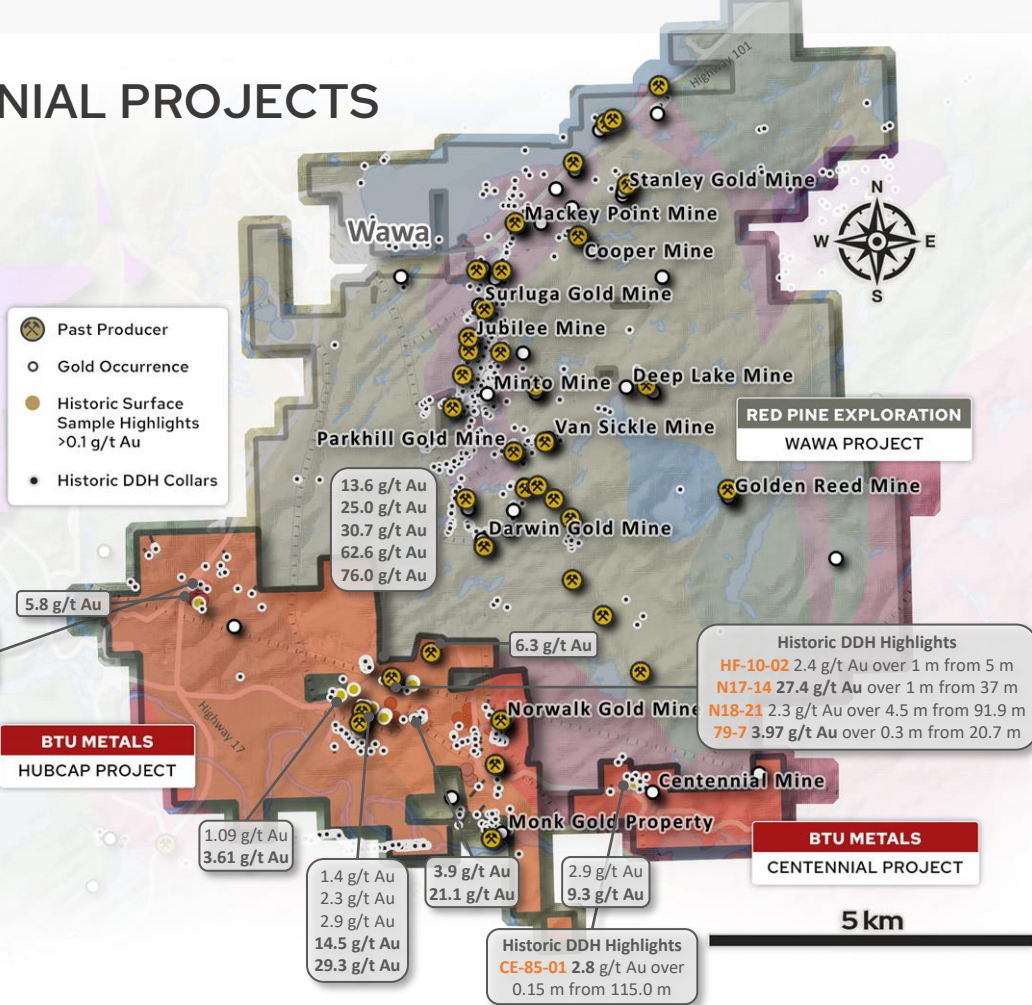 NIAL PROJECTS
Highway 101
Stanley Gold Mine
Mackey Point Mine
Wawa
Cooper Mine
N
W
E
S
Surluga Gold Mine
Past Producer
Gold Occurrence
Historic Surface
Sample Highlights
>0.1 g/t Au
Historic DDH Collars
Jubilee Mine
Minto Mine
Deep Lake Mine
RED PINE EXPLORATION
WAWA PROJECT
Parkhill Gold Mine
Van Sickle Mine
13.6 g/t Au
25.0 g/t Au
30.7 g/t Au
62.6 g/t Au
76.0 g/t Au
Golden Reed Mine
Darwin Gold Mine
5.8 g/t Au
6.3 g/t Au
Historic DDH Highlights
HF-10-02 2.4 g/t Au over 1 m from 5 m
N17-14 27.4 g/t Au over 1 m from 37 m
N18-21 2.3 g/t Au over 4.5 m from 91.9 m
79-7 3.97 g/t Au over 0.3 m from 20.7 m
Highway 17
Norwalk Gold Mine
BTU METALS
HUBCAP PROJECT
Centennial Mine
Monk Gold Property
BTU METALS
CENTENNIAL PROJECT
1.09 g/t Au
3.61 g/t Au
1.4 g/t Au
2.3 g/t Au
2.9 g/t Au
14.5 g/t Au
29.3 g/t Au
3.9 g/t Au
21.1 g/t Au
2.9 g/t Au
9.3 g/t Au
5 km
Historic DDH Highlights
CE-85-01 2.8 g/t Au over
0.15 m from 115.0 m